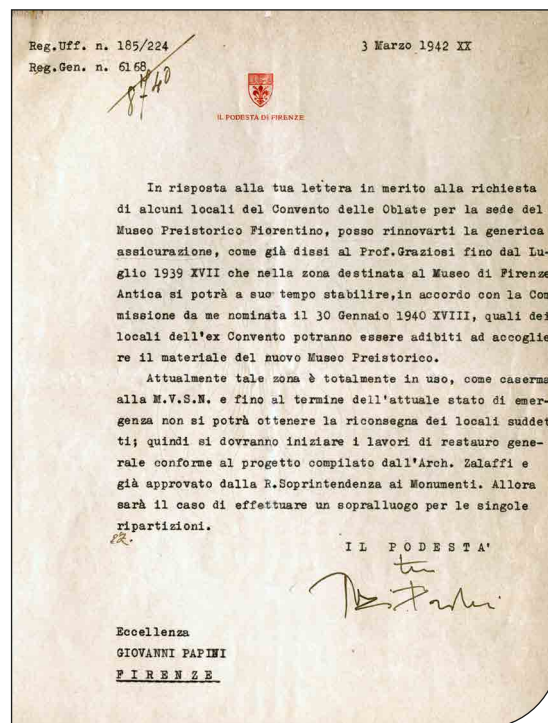 Reg.Uff. n. 185/224
3 Marzo 1942 XX
Reg.Gen. n. 6168
8740
IL PODESTÀ DI FIRENZE
In risposta alla tua lettera in merito alla richiesta
di alcuni locali del Convento delle Oblate per la sede del
Museo Preistorico Fiorentino, posso rinnovarti la generica
assicurazione, come già dissi al Prof.Graziosi fino dal Lu-
glio 1939 XVII che nella zona destinata al Museo di Firenze
Antica si potrà a suo tempo stabilire,in accordo con la Com
missione da me nominata il 30 Gennaio 1940 XVIII, quali dei
locali dell'ex Convento potranno essere adibiti ad accoglie
re il materiale del nuovo Museo Preistorico.
Attualmente tale zona è totalmente in uso, come caserma
alla M.V.S.N. e fino al termine dell'attuale stato di emer-
genza non si potrà ottenere la riconsegna dei locali suddet
ti; quindi si dovranno iniziare i lavori di restauro gene-
rale conforme al progetto compilato dall'Arch. Zalaffi e
già approvato dalla R.Soprintendenza ai Monumenti. Allora
sarà il caso di effettuare un sopralluogo per le singole
ripartizioni.
IL PODESTA'
tuo
Eccellenza
GIOVANNI PAPINI
FIRENZE